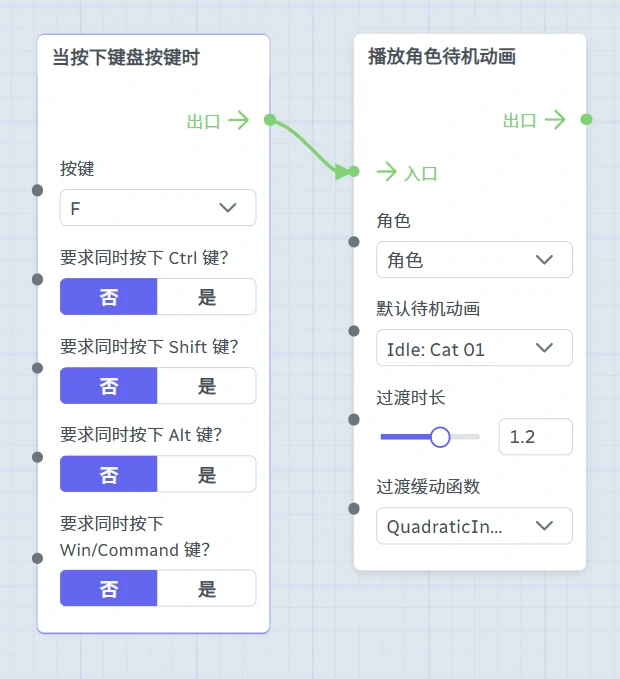 当按下键盘按键时
出口
按键
F
要求同时按下 Ctrl 键?
否 是
要求同时按下 Shift 键?
否 是
要求同时按下 Alt 键?
否 是
要求同时按下
Win/Command 键?
否 是
播放角色待机动画
出口
入口
角色
角色
默认待机动画
Idle: Cat 01
过渡时长
1.2
过渡缓动函数
QuadraticIn...